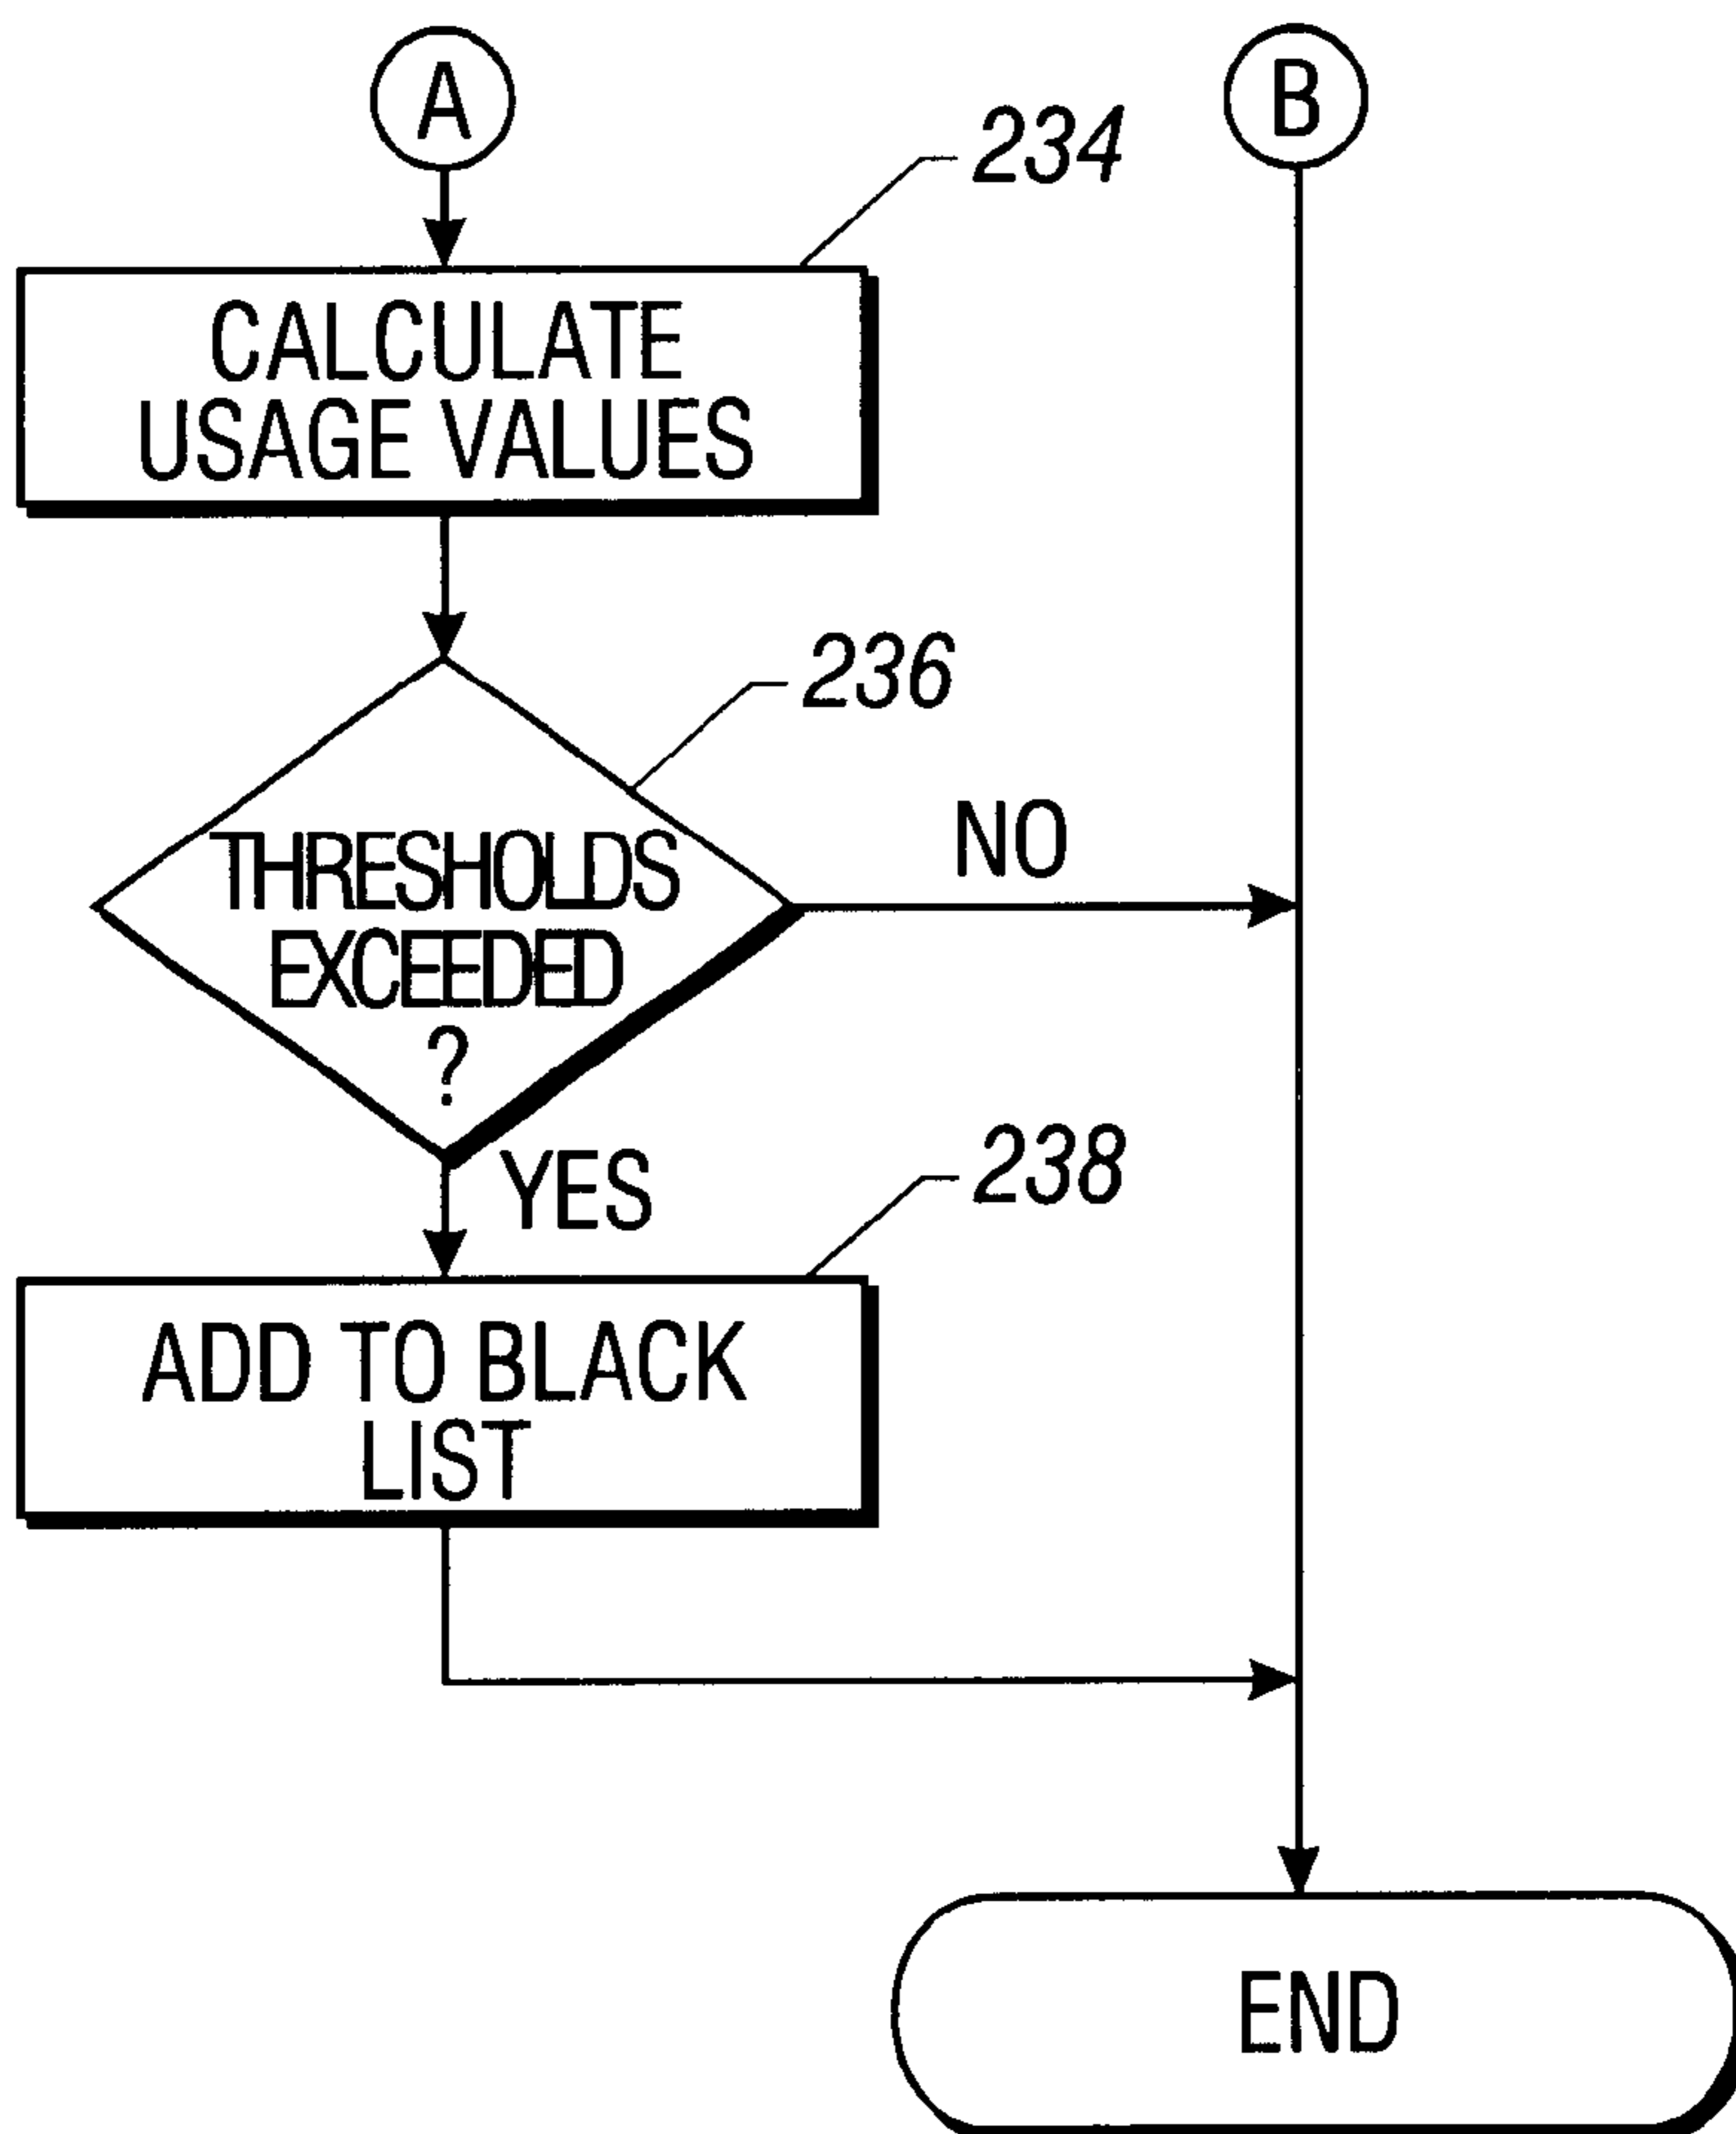 A
B
234
CALCULATE
USAGE VALUES
236
THRESHOLDS
EXCEEDED
?
NO
YES
238
ADD TO BLACK
LIST
END